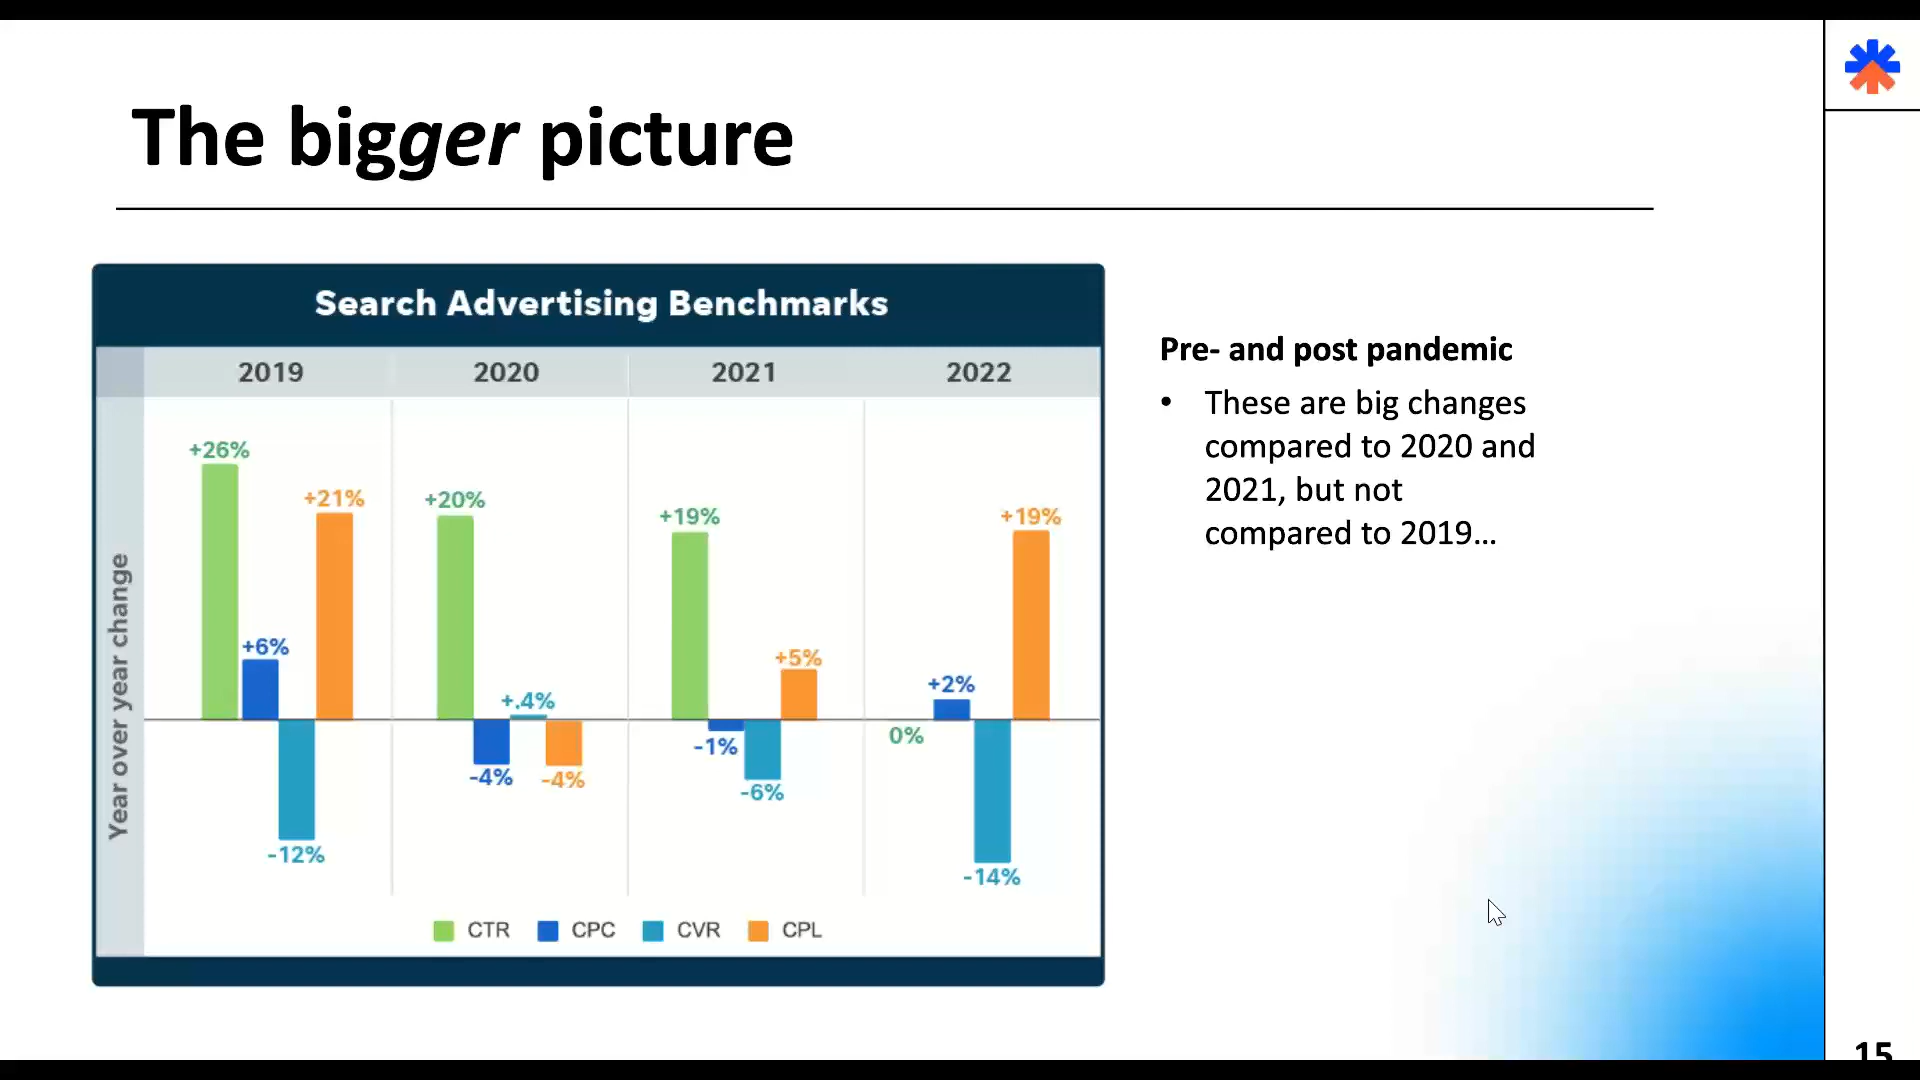 The bigger picture
Search Advertising Benchmarks
2019 2020 2021 2022
Year over year change
+26% +6% -12% +21%
+20% -4% +.4% -4%
+19% -1% -6% +5%
0% +2% -14% +19%
CTR CPC CVR CPL
Pre- and post pandemic
• These are big changes
compared to 2020 and
2021, but not
compared to 2019...
15